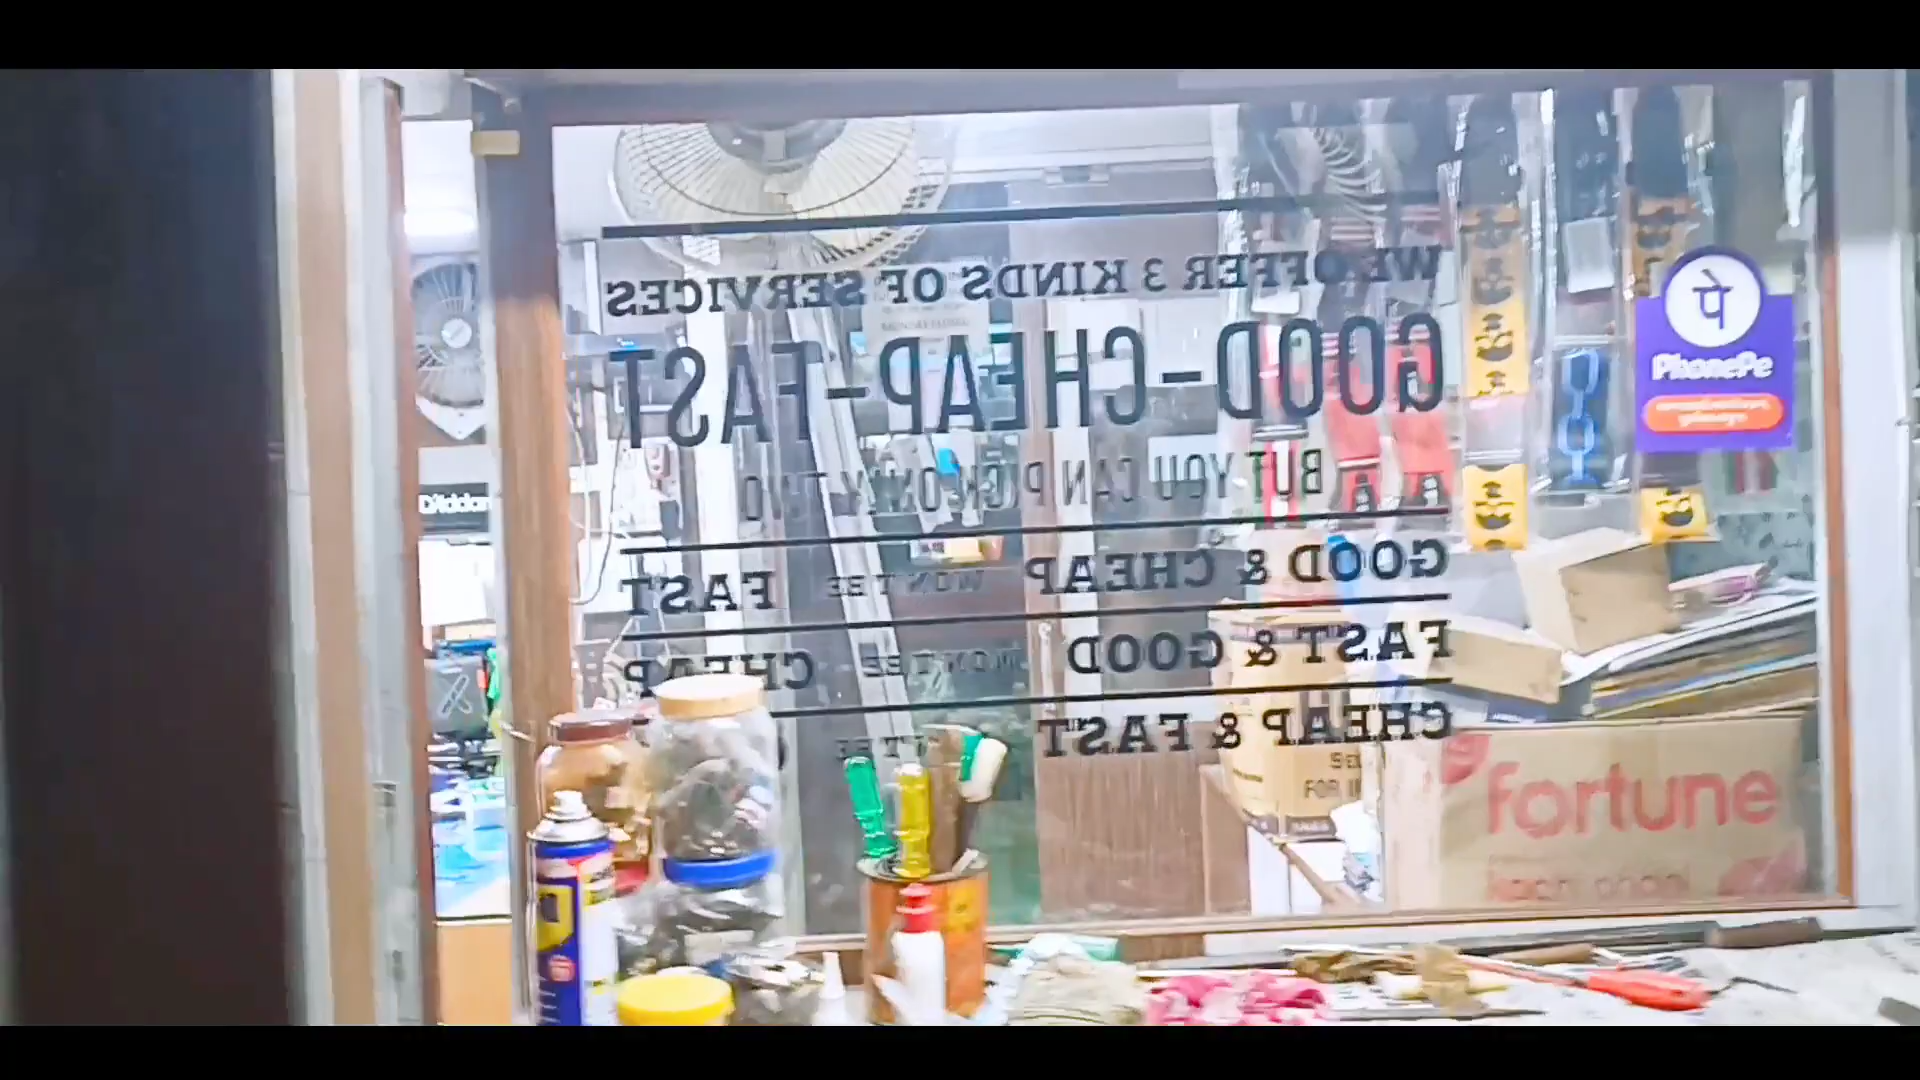 WE OFFER 3 KINDS OF SERVICES
GOOD-CHEAP-FAST
BUT YOU CAN PICK ONLY TWO
GOOD & CHEAP WON'T BE FAST
FAST & GOOD WON'T BE CHEAP
CHEAP & FAST
पे
PhonePe
fortune
FOR